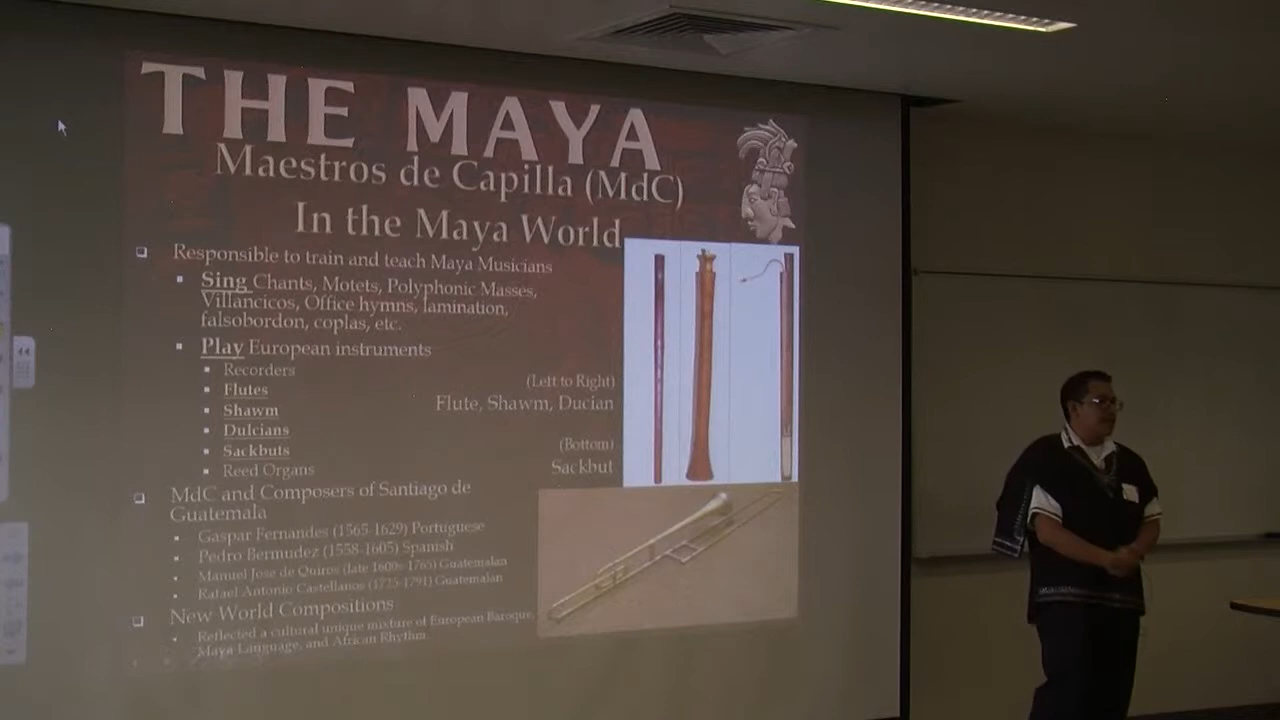 THE MAYA
Maestros de Capilla (MdC)
In the Maya World
Responsible to train and teach Maya Musicians
Sing Chants, Motets, Polyphonic Masses,
Villancicos, Office hymns, lamination,
falsobordon, coplas, etc.
Play European instruments
Recorders
Flutes
Shawm
Dulcians
Sackbuts
Reed Organs
(Left to Right)
Flute, Shawm, Ducian
(Bottom)
Sackbut
MdC and Composers of Santiago de
Guatemala
Gaspar Fernandes (1565-1629) Portuguese
Pedro Bermudez (1558-1605) Spanish
Manuel Jose de Quiros (late 1600s-1765) Guatemalan
Rafael Antonio Castellanos (1725-1791) Guatemalan
New World Compositions
Reflected a cultural unique mixture of European Baroque,
Maya Language, and African Rhythm
44